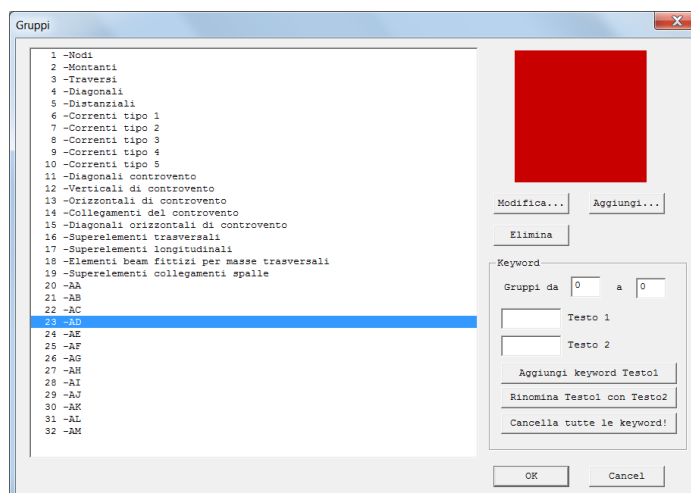 Gruppi
1 -Nodi
2 -Montanti
3 -Traversi
4 -Diagonali
5 -Distanziali
6 -Correnti tipo 1
7 -Correnti tipo 2
8 -Correnti tipo 3
9 -Correnti tipo 4
10 -Correnti tipo 5
11 -Diagonali controvento
12 -Verticali di controvento
13 -Orizzontali di controvento
14 -Collegamenti del controvento
15 -Diagonali orizzontali di controvento
16 -Superelementi trasversali
17 -Superelementi longitudinali
18 -Elementi beam fittizi per masse trasversali
19 -Superelementi collegamenti spalle
20 -AA
21 -AB
22 -AC
23 -AD
24 -AE
25 -AF
26 -AG
27 -AH
28 -AI
29 -AJ
30 -AK
31 -AL
32 -AM
Modifica... Aggiungi...
Elimina
Keyword
Gruppi da 0 a 0
Testo 1
Testo 2
Aggiungi keyword Testo1
Rinomina Testo1 con Testo2
Cancella tutte le keyword!
OK Cancel